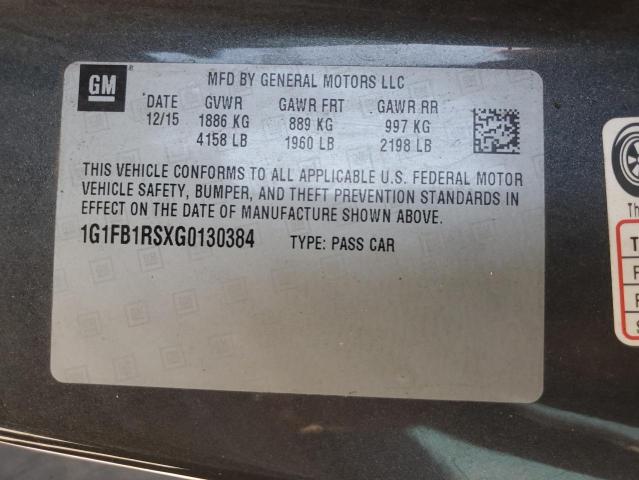 GM
MFD BY GENERAL MOTORS LLC
DATE GVWR GAWR FRT GAWR RR
12/15 1886 KG 889 KG 997 KG
4158 LB 1960 LB 2198 LB
THIS VEHICLE CONFORMS TO ALL APPLICABLE U.S. FEDERAL MOTOR
VEHICLE SAFETY, BUMPER, AND THEFT PREVENTION STANDARDS IN
EFFECT ON THE DATE OF MANUFACTURE SHOWN ABOVE.
1G1FB1RSXG0130384 TYPE: PASS CAR